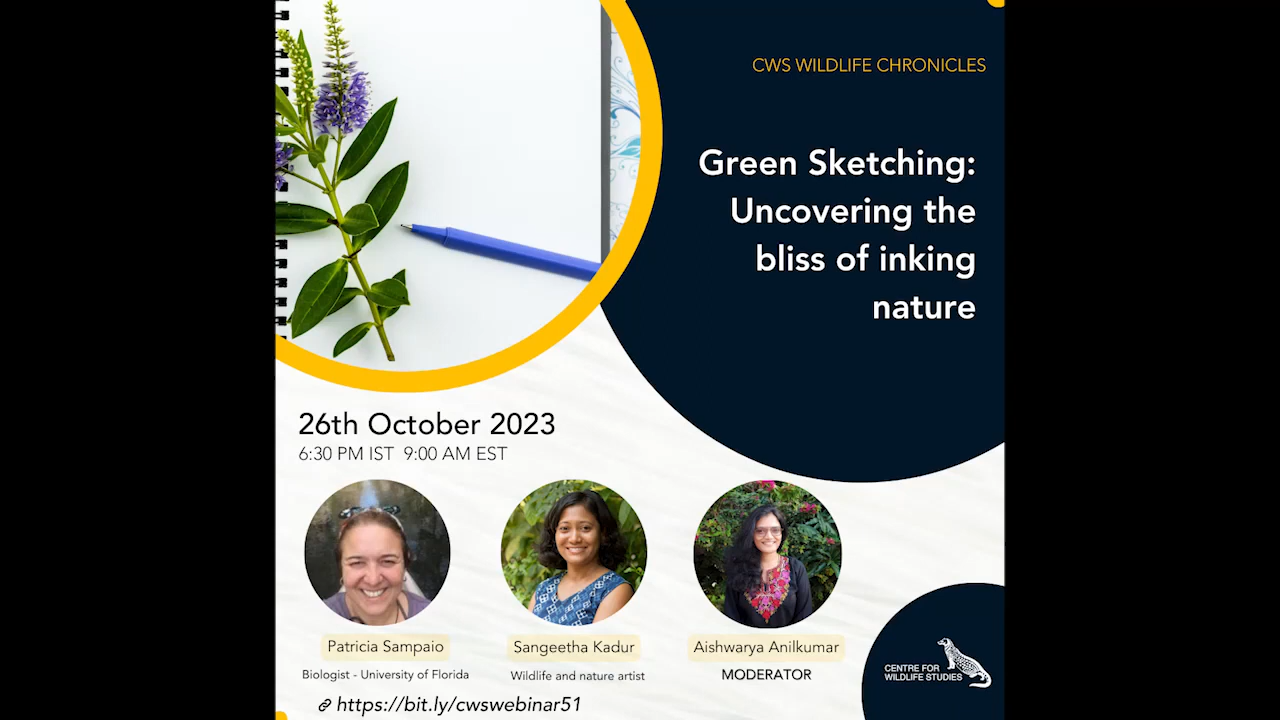 CWS WILDLIFE CHRONICLES
Green Sketching:
Uncovering the
bliss of inking
nature
26th October 2023
6:30 PM IST 9:00 AM EST
Patricia Sampaio
Biologist - University of Florida
Sangeetha Kadur
Wildlife and nature artist
Aishwarya Anilkumar
MODERATOR
https://bit.ly/cwswebinar51
CENTRE FOR
WILDLIFE STUDIES